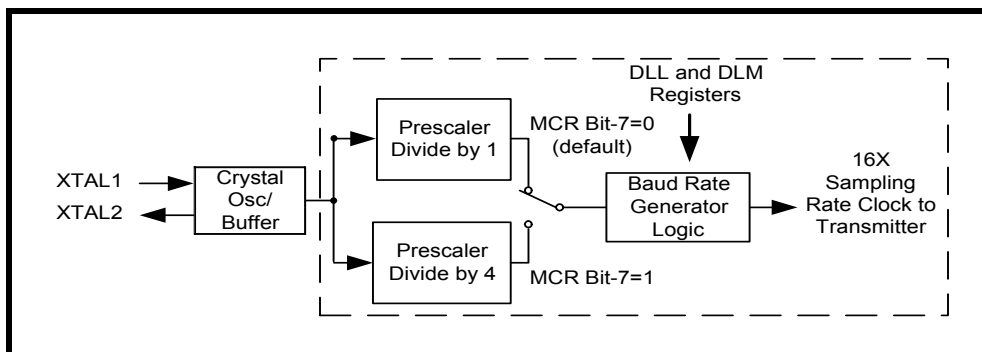 DLL and DLM
Registers
Prescaler
Divide by 1
MCR Bit-7=0
(default)
XTAL1
XTAL2
Crystal
Osc/
Buffer
Baud Rate
Generator
Logic
16X
Sampling
Rate Clock to
Transmitter
Prescaler
Divide by 4
MCR Bit-7=1